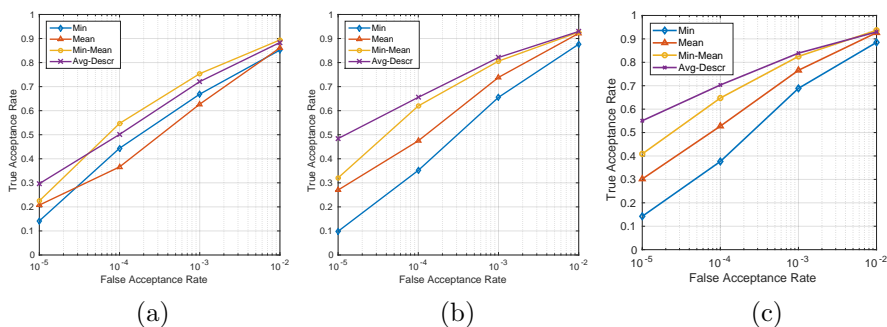 Min
Mean
Min-Mean
Avg-Descr
True Acceptance Rate
1
0.9
0.8
0.7
0.6
0.5
0.4
0.3
0.2
0.1
0
10^-5 10^-4 10^-3 10^-2
False Acceptance Rate
(a)
Min
Mean
Min-Mean
Avg-Descr
True Acceptance Rate
1
0.9
0.8
0.7
0.6
0.5
0.4
0.3
0.2
0.1
0
10^-5 10^-4 10^-3 10^-2
False Acceptance Rate
(b)
Min
Mean
Min-Mean
Avg-Descr
True Acceptance Rate
1
0.9
0.8
0.7
0.6
0.5
0.4
0.3
0.2
0.1
0
10^-5 10^-4 10^-3 10^-2
False Acceptance Rate
(c)